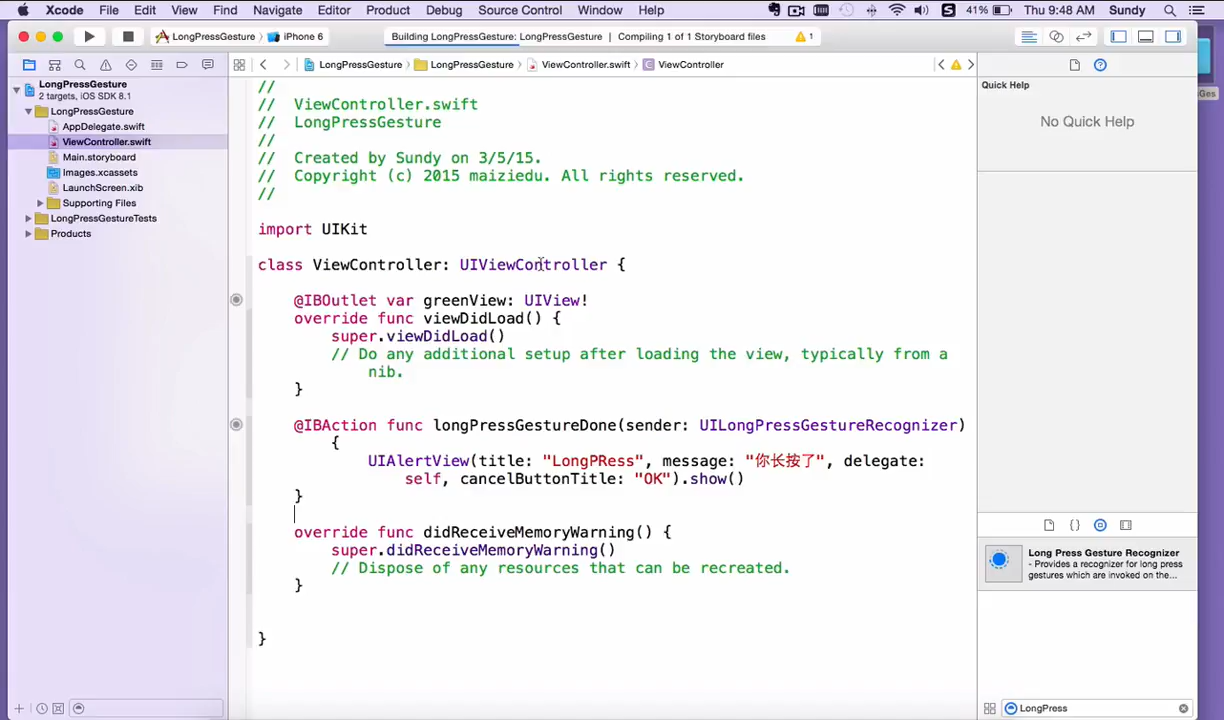 Xcode File Edit View Find Navigate Editor Product Debug Source Control Window Help 41% Thu 9:48 AM Sundy
LongPressGesture iPhone 6 Building LongPressGesture: LongPressGesture Compiling 1 of 1 Storyboard files 1
LongPressGesture LongPressGesture ViewController.swift ViewController
LongPressGesture
2 targets, iOS SDK 8.1
LongPressGesture
AppDelegate.swift
ViewController.swift
Main.storyboard
Images.xcassets
LaunchScreen.xib
Supporting Files
LongPressGestureTests
Products
//
// ViewController.swift
// LongPressGesture
//
// Created by Sundy on 3/5/15.
// Copyright (c) 2015 maiziedu. All rights reserved.
//
import UIKit
class ViewController: UIViewController {
@IBOutlet var greenView: UIView!
override func viewDidLoad() {
super.viewDidLoad()
// Do any additional setup after loading the view, typically from a
nib.
}
@IBAction func longPressGestureDone(sender: UILongPressGestureRecognizer)
{
UIAlertView(title: "LongPRess", message: "你长按了", delegate:
self, cancelButtonTitle: "OK").show()
}
override func didReceiveMemoryWarning() {
super.didReceiveMemoryWarning()
// Dispose of any resources that can be recreated.
}
}
Quick Help
No Quick Help
{}
Long Press Gesture Recognizer
- Provides a recognizer for long press
gestures which are invoked on the...
LongPress